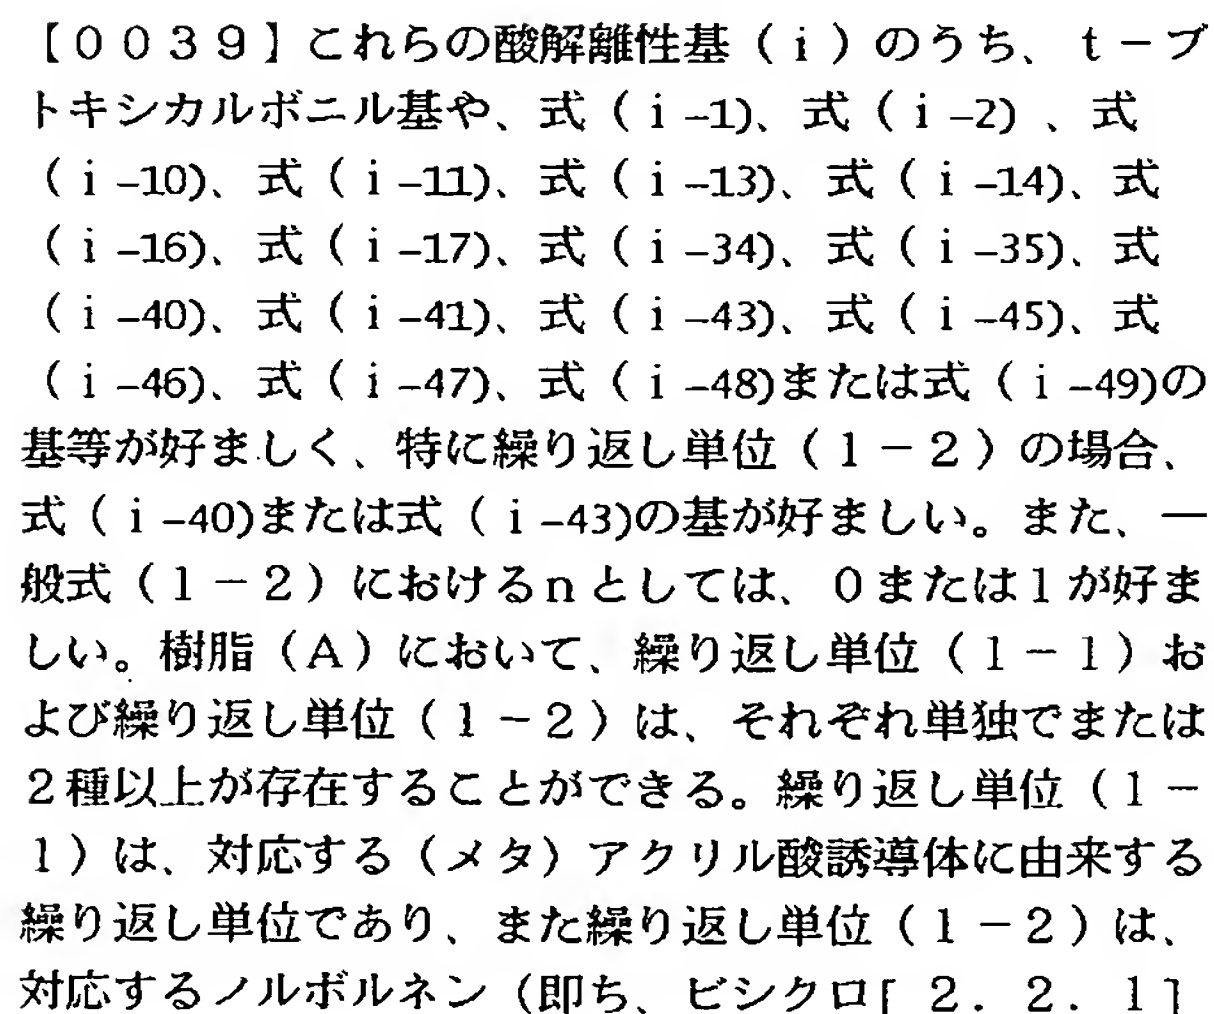 【００３９】これらの酸解離性基（ｉ）のうち、ｔ－ブ
トキシカルボニル基や、式（ｉ-1)、式（ｉ-2) 、式
（ｉ-10)、式（ｉ-11)、式（ｉ-13)、式（ｉ-14)、式
（ｉ-16)、式（ｉ-17)、式（ｉ-34)、式（ｉ-35)、式
（ｉ-40)、式（ｉ-41)、式（ｉ-43)、式（ｉ-45)、式
（ｉ-46)、式（ｉ-47)、式（ｉ-48)または式（ｉ-49)の
基等が好ましく、特に繰り返し単位（１－２）の場合、
式（ｉ-40)または式（ｉ-43)の基が好ましい。また、一
般式（１－２）におけるｎとしては、０または１が好ま
しい。樹脂（Ａ）において、繰り返し単位（１－１）お
よび繰り返し単位（１－２）は、それぞれ単独でまたは
２種以上が存在することができる。繰り返し単位（１－
１）は、対応する（メタ）アクリル酸誘導体に由来する
繰り返し単位であり、また繰り返し単位（１－２）は、
対応するノルボルネン（即ち、ビシクロ[ ２．２．１]